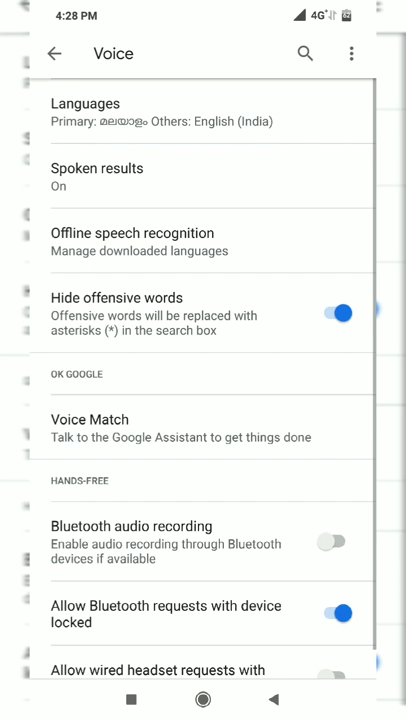 4:28 PM 4G 62
Voice
Languages
Primary: മലയാളം Others: English (India)
Spoken results
On
Offline speech recognition
Manage downloaded languages
Hide offensive words
Offensive words will be replaced with
asterisks (*) in the search box
OK GOOGLE
Voice Match
Talk to the Google Assistant to get things done
HANDS-FREE
Bluetooth audio recording
Enable audio recording through Bluetooth
devices if available
Allow Bluetooth requests with device
locked
Allow wired headset requests with